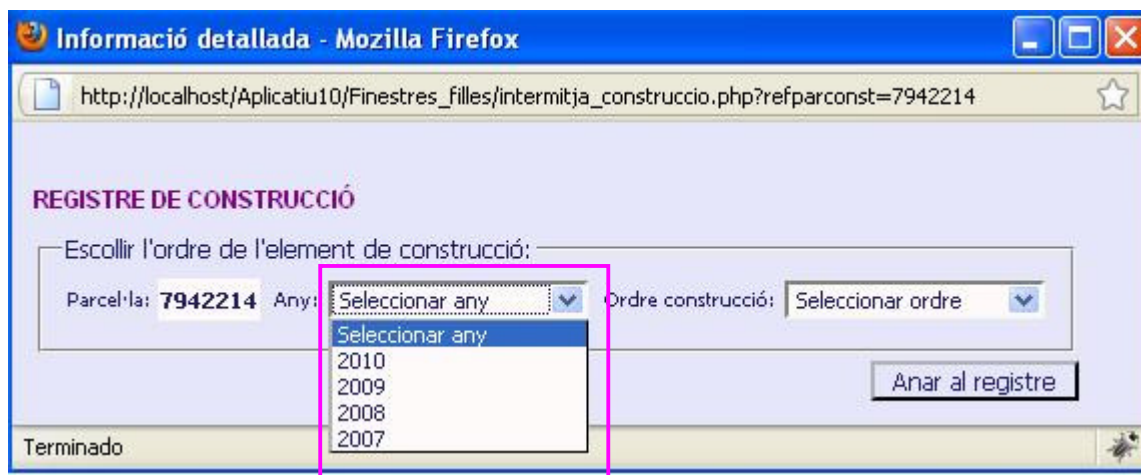 Informació detallada - Mozilla Firefox
http://localhost/Aplicatiu10/Finestres_filles/intermitja_construccio.php?refparconst=7942214
REGISTRE DE CONSTRUCCIÓ
Escollir l'ordre de l'element de construcció:
Parcel·la: 7942214 Any: Seleccionar any Ordre construcció: Seleccionar ordre
Seleccionar any
2010
2009
2008
2007
Anar al registre
Terminado